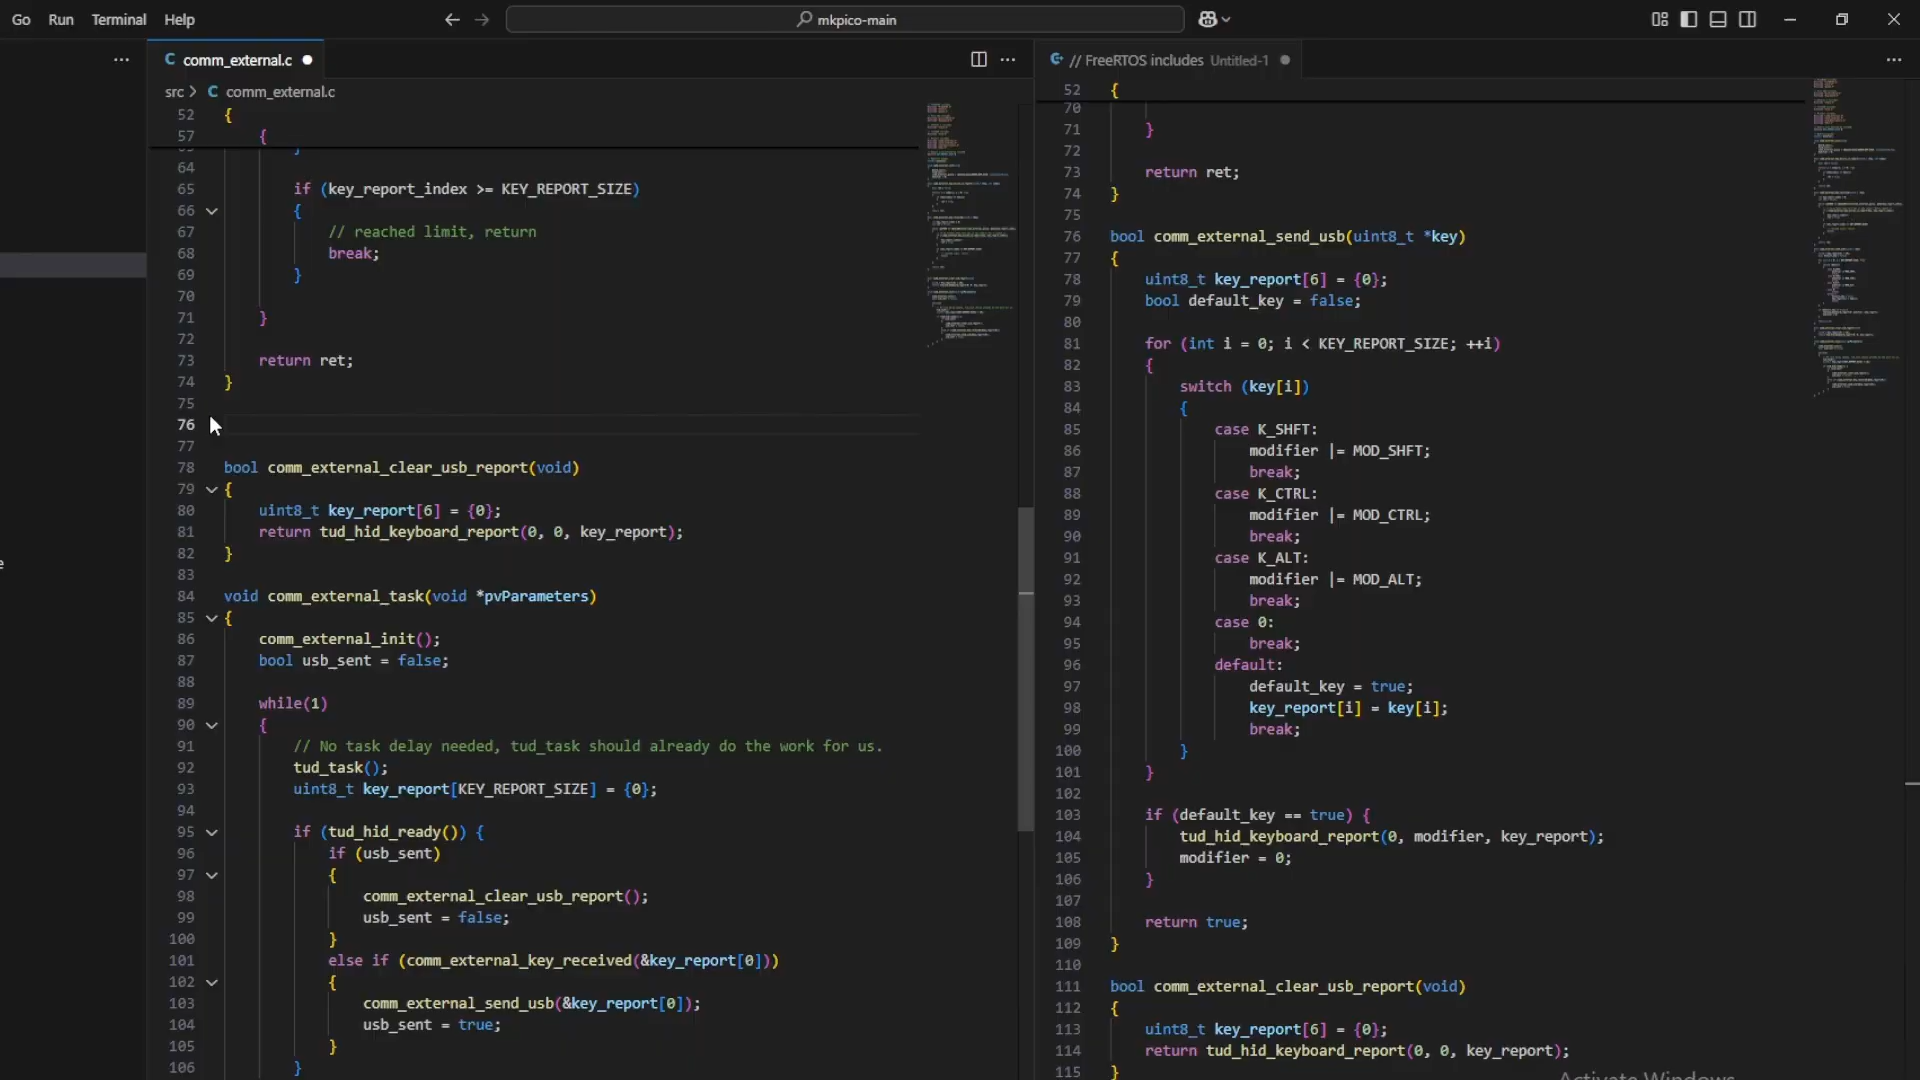 Go Run Terminal Help
mkpico-main
comm_external.c
src > comm_external.c
52 {
57 {
64
65 if (key_report_index >= KEY_REPORT_SIZE)
66 {
67 // reached limit, return
68 break;
69 }
70
71 }
72
73 return ret;
74 }
75
76
77
78 bool comm_external_clear_usb_report(void)
79 {
80 uint8_t key_report[6] = {0};
81 return tud_hid_keyboard_report(0, 0, key_report);
82 }
83
84 void comm_external_task(void *pvParameters)
85 {
86 comm_external_init();
87 bool usb_sent = false;
88
89 while(1)
90 {
91 // No task delay needed, tud_task should already do the work for us.
92 tud_task();
93 uint8_t key_report[KEY_REPORT_SIZE] = {0};
94
95 if (tud_hid_ready()) {
96 if (usb_sent)
97 {
98 comm_external_clear_usb_report();
99 usb_sent = false;
100 }
101 else if (comm_external_key_received(&key_report[0]))
102 {
103 comm_external_send_usb(&key_report[0]);
104 usb_sent = true;
105 }
106 }
// FreeRTOS includes Untitled-1
52 {
70
71 }
72
73 return ret;
74 }
75
76 bool comm_external_send_usb(uint8_t *key)
77 {
78 uint8_t key_report[6] = {0};
79 bool default_key = false;
80
81 for (int i = 0; i < KEY_REPORT_SIZE; ++i)
82 {
83 switch (key[i])
84 {
85 case K_SHFT:
86 modifier |= MOD_SHFT;
87 break;
88 case K_CTRL:
89 modifier |= MOD_CTRL;
90 break;
91 case K_ALT:
92 modifier |= MOD_ALT;
93 break;
94 case 0:
95 break;
96 default:
97 default_key = true;
98 key_report[i] = key[i];
99 break;
100 }
101 }
102
103 if (default_key == true) {
104 tud_hid_keyboard_report(0, modifier, key_report);
105 modifier = 0;
106 }
107
108 return true;
109 }
110
111 bool comm_external_clear_usb_report(void)
112 {
113 uint8_t key_report[6] = {0};
114 return tud_hid_keyboard_report(0, 0, key_report);
115 }
Activate Windows